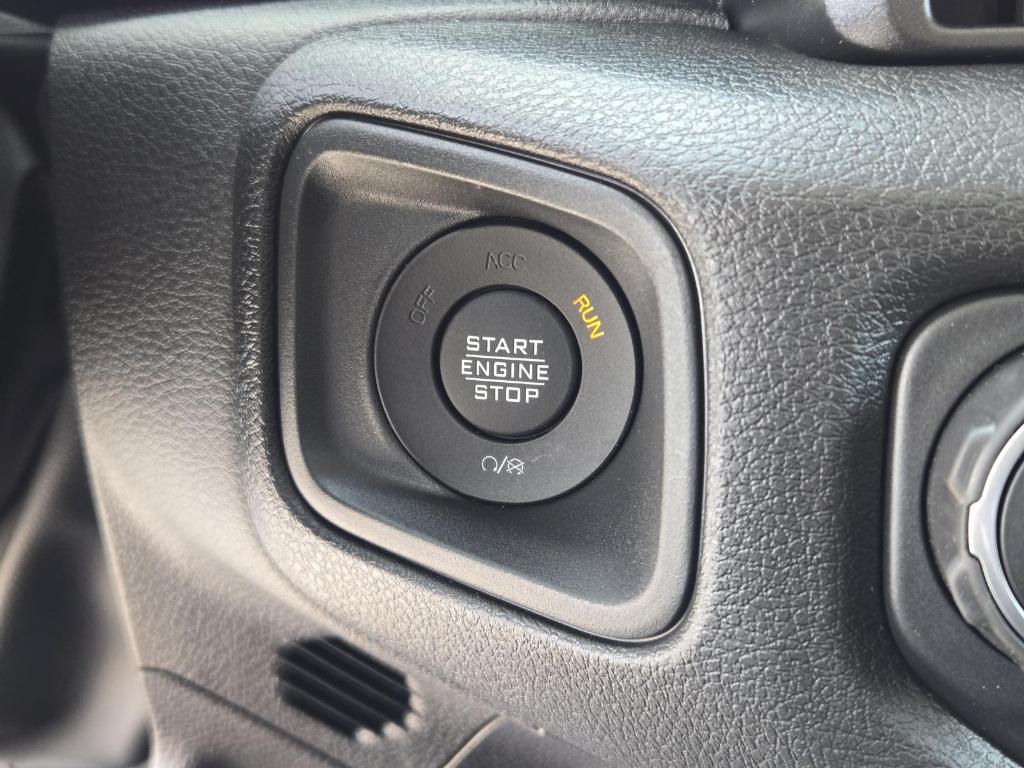 OFF
ACC
RUN
START
ENGINE
STOP